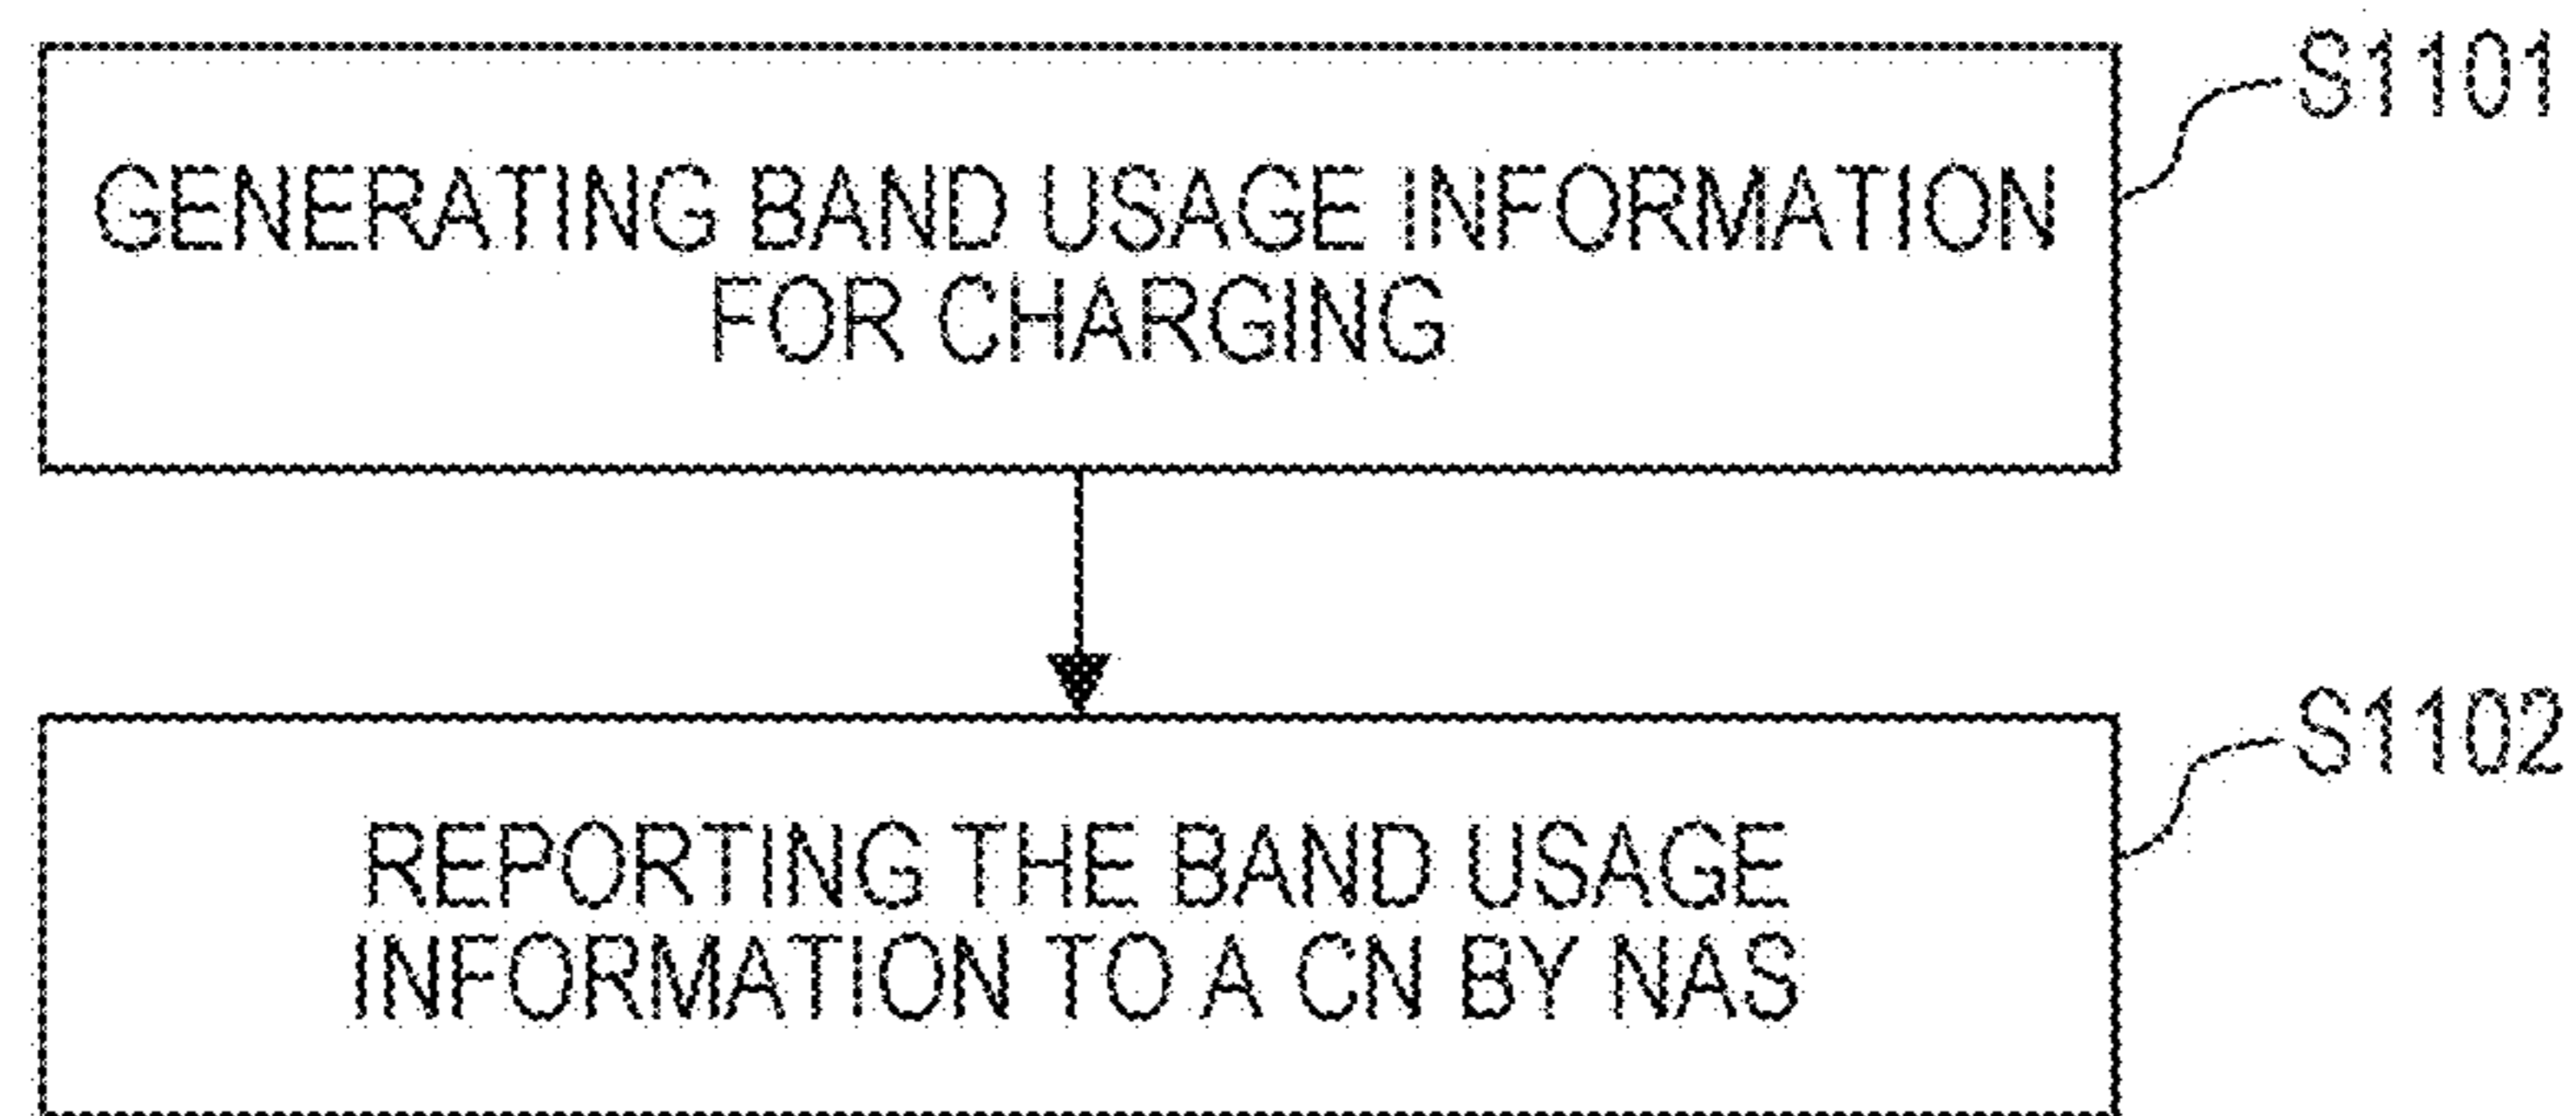 S1101
GENERATING BAND USAGE INFORMATION
FOR CHARGING
S1102
REPORTING THE BAND USAGE
INFORMATION TO A CN BY NAS